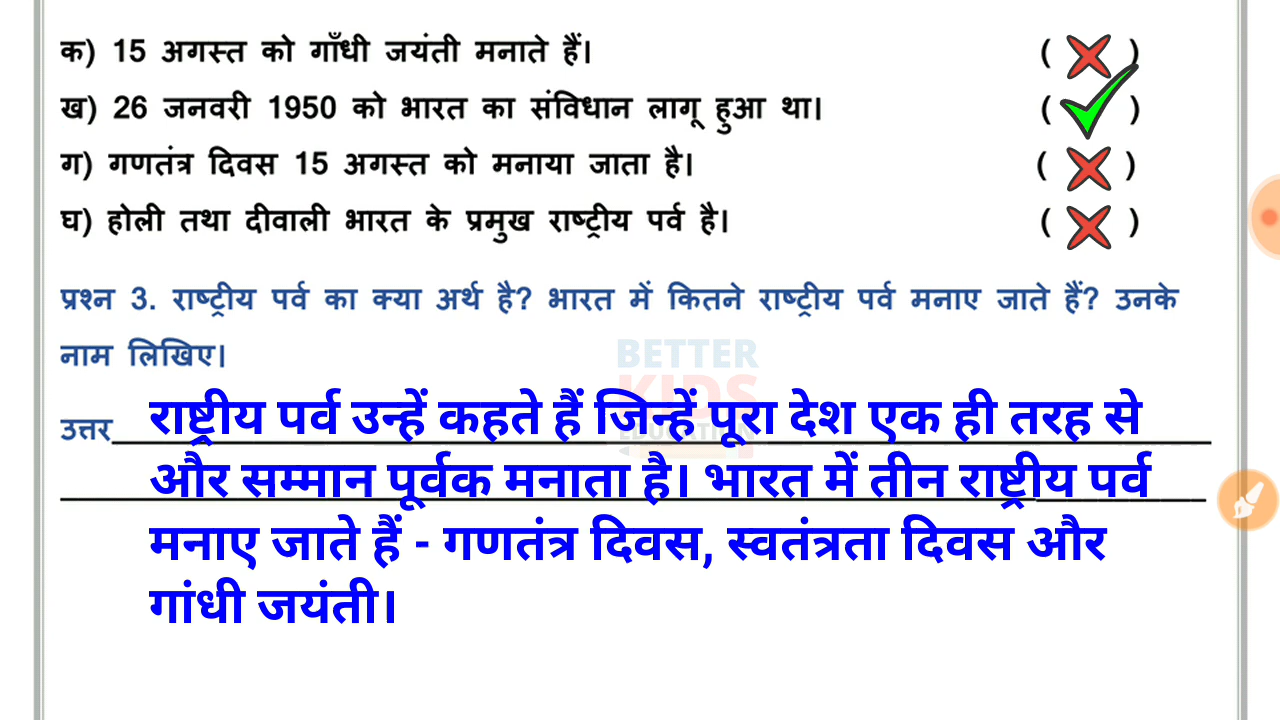 क) 15 अगस्त को गाँधी जयंती मनाते हैं। ( )
ख) 26 जनवरी 1950 को भारत का संविधान लागू हुआ था। ( )
ग) गणतंत्र दिवस 15 अगस्त को मनाया जाता है। ( )
घ) होली तथा दीवाली भारत के प्रमुख राष्ट्रीय पर्व है। ( )
प्रश्न 3. राष्ट्रीय पर्व का क्या अर्थ है? भारत में कितने राष्ट्रीय पर्व मनाए जाते हैं? उनके
नाम लिखिए।
BETTER
KIDS
EDUCATION
उत्तर राष्ट्रीय पर्व उन्हें कहते हैं जिन्हें पूरा देश एक ही तरह से
और सम्मान पूर्वक मनाता है। भारत में तीन राष्ट्रीय पर्व
मनाए जाते हैं - गणतंत्र दिवस, स्वतंत्रता दिवस और
गांधी जयंती।